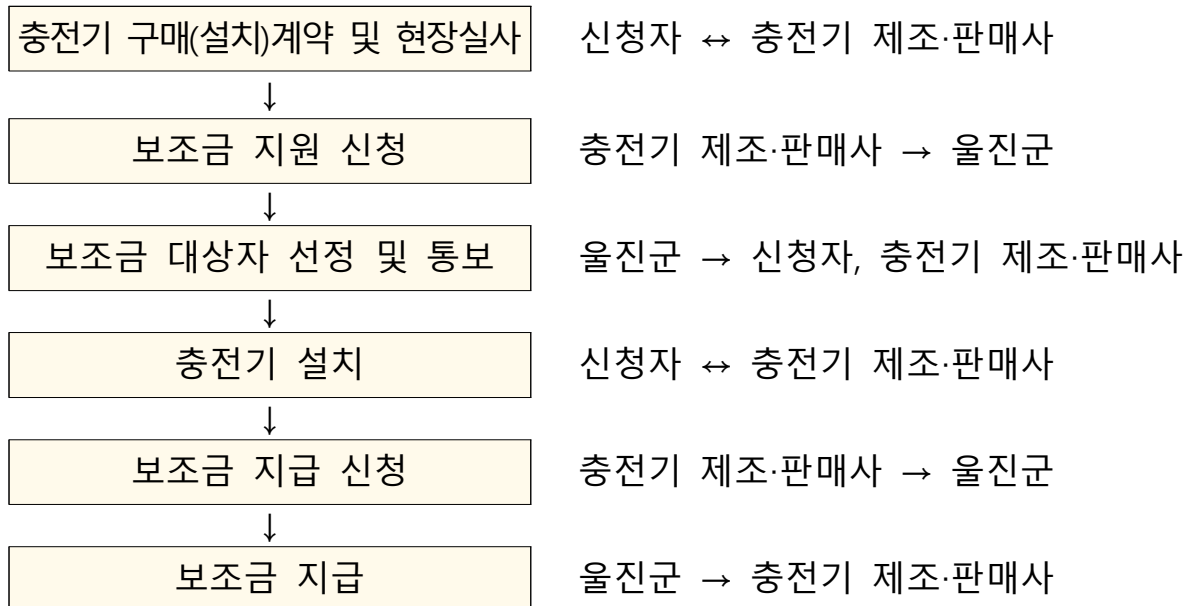 충전기 구매(설치)계약 및 현장실사 신청자 ↔ 충전기 제조·판매사
↓
보조금 지원 신청 충전기 제조·판매사 → 울진군
↓
보조금 대상자 선정 및 통보 울진군 → 신청자, 충전기 제조·판매사
↓
충전기 설치 신청자 ↔ 충전기 제조·판매사
↓
보조금 지급 신청 충전기 제조·판매사 → 울진군
↓
보조금 지급 울진군 → 충전기 제조·판매사